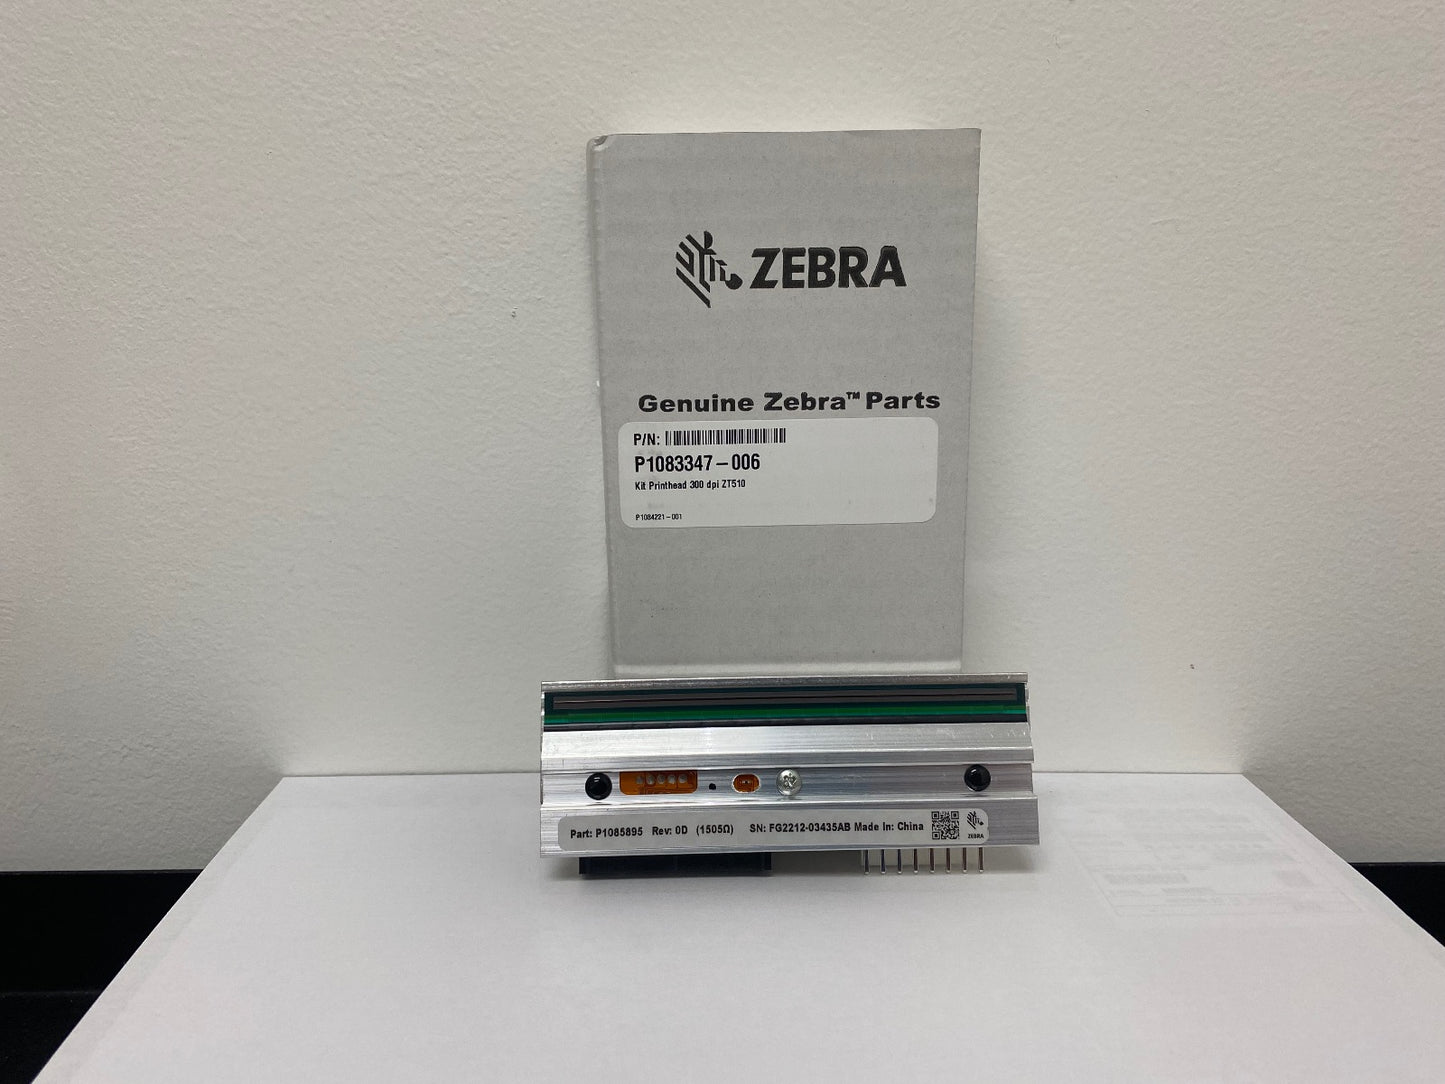 ZEBRA
Genuine Zebra™ Parts
P/N:
P1083347-006
Kit Printhead 300 dpi ZT510
P1084221-001
Part: P1085895 Rev: 0D (1505Ω) SN: FG2212-03435AB Made In: China
ZEBRA